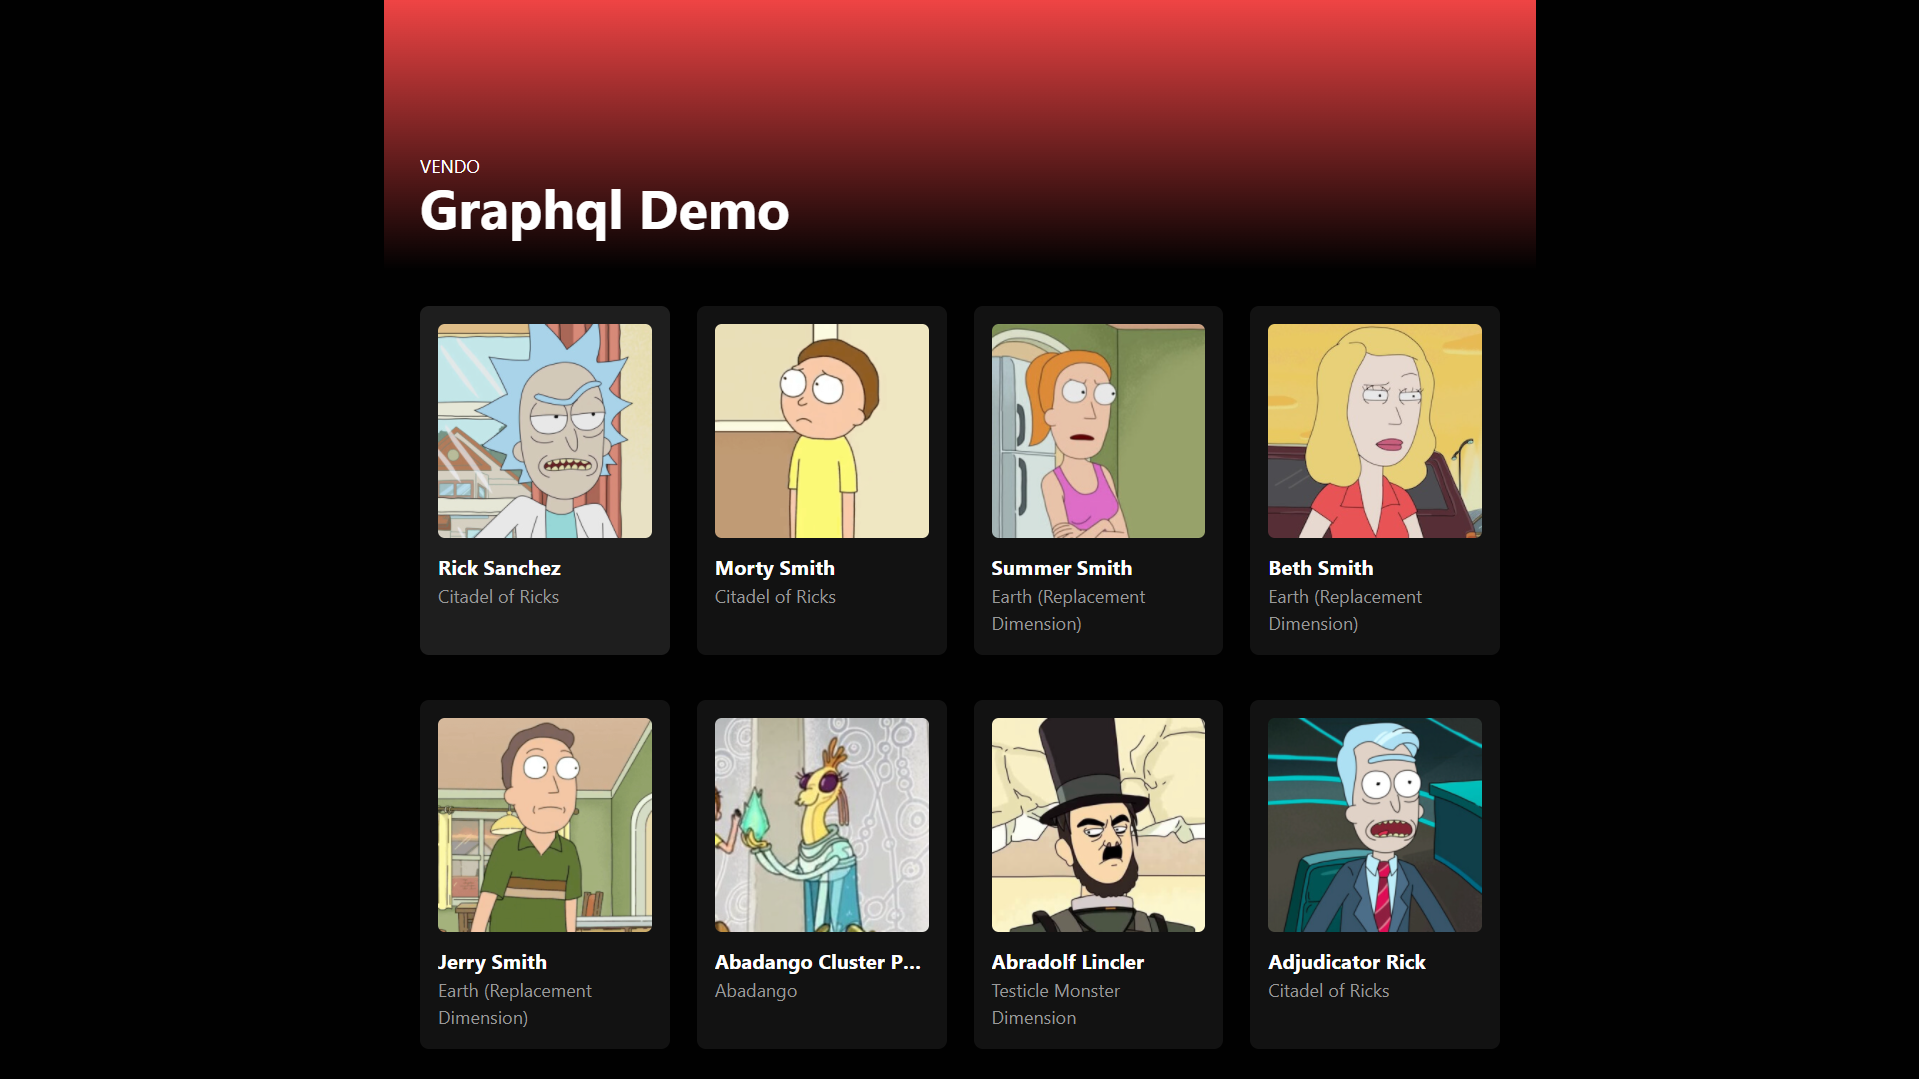 VENDO
Graphql Demo
Rick Sanchez
Citadel of Ricks
Morty Smith
Citadel of Ricks
Summer Smith
Earth (Replacement
Dimension)
Beth Smith
Earth (Replacement
Dimension)
Jerry Smith
Earth (Replacement
Dimension)
Abadango Cluster P...
Abadango
Abradolf Lincler
Testicle Monster
Dimension
Adjudicator Rick
Citadel of Ricks